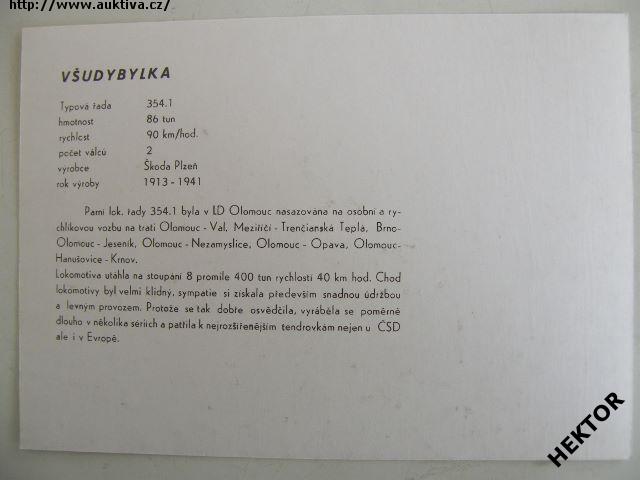 http://www.auktiva.cz/
VŠUDYBYLKA
Typová řada 354.1
hmotnost 86 tun
rychlost 90 km/hod.
počet válců 2
výrobce Škoda Plzeň
rok výroby 1913 - 1941
Parní lok. řady 354.1 byla v LD Olomouc nasazována na osobní a ry-
chlíkovou vozbu na trati Olomouc - Val. Meziříčí - Trenčianská Teplá, Brno-
Olomouc - Jeseník, Olomouc - Nezamyslice, Olomouc - Opava, Olomouc-
Hanušovice - Krnov.
Lokomotiva utáhla na stoupání 8 promile 400 tun rychlostí 40 km hod. Chod
lokomotivy byl velmi klidný, sympatie si získala především snadnou údržbou
a levným provozem. Protože se tak dobře osvědčila, vyráběla se poměrně
dlouho v několika sériích a patřila k nejrozšířenějším tendrovkám nejen u ČSD
ale i v Evropě.
HEKTOR